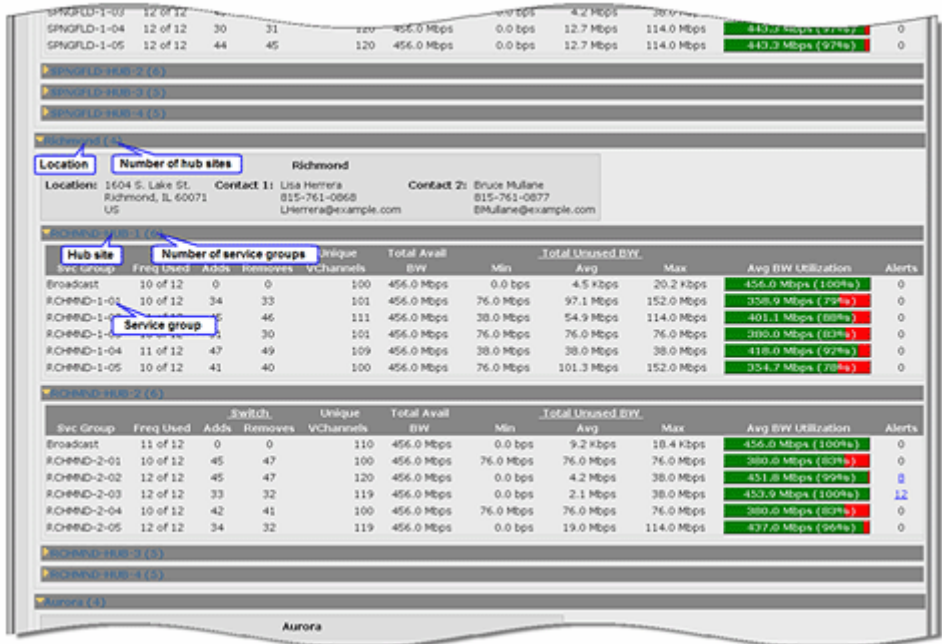 SPNGFLD-1-03 12 of 12 0.0 bps 4.2 Mbps 38.0 Mbps
SPNGFLD-1-04 12 of 12 30 31 120 456.0 Mbps 0.0 bps 12.7 Mbps 114.0 Mbps 443.3 Mbps (97%) 0
SPNGFLD-1-05 12 of 12 44 45 120 456.0 Mbps 0.0 bps 12.7 Mbps 114.0 Mbps 443.3 Mbps (97%) 0
SPNGFLD-HUB-2 (6)
SPNGFLD-HUB-3 (5)
SPNGFLD-HUB-4 (5)
Richmond (4)
Location Number of hub sites Richmond
Location: 1604 S. Lake St. Contact 1: Lisa Herrera Contact 2: Bruce Mullane
Richmond, IL 60071 815-761-0868 815-761-0877
US LHerrera@example.com BMullane@example.com
RCHMND-HUB-1 (6)
Hub site Number of service groups Unique Total Avail Total Unused BW
Svc Group Freq Used Adds Removes VChannels BW Min Avg Max Avg BW Utilization Alerts
Broadcast 10 of 12 0 0 100 456.0 Mbps 0.0 bps 4.5 Kbps 20.2 Kbps 456.0 Mbps (100%) 0
RCHMND-1-01 10 of 12 34 33 101 456.0 Mbps 76.0 Mbps 97.1 Mbps 152.0 Mbps 358.9 Mbps (79%) 0
46 111 456.0 Mbps 38.0 Mbps 54.9 Mbps 114.0 Mbps 401.1 Mbps (88%) 0
Service group
30 101 456.0 Mbps 76.0 Mbps 76.0 Mbps 76.0 Mbps 380.0 Mbps (83%) 0
RCHMND-1-04 11 of 12 47 49 109 456.0 Mbps 38.0 Mbps 38.0 Mbps 38.0 Mbps 418.0 Mbps (92%) 0
RCHMND-1-05 10 of 12 41 40 100 456.0 Mbps 76.0 Mbps 101.3 Mbps 152.0 Mbps 354.7 Mbps (78%) 0
RCHMND-HUB-2 (6)
Switch Unique Total Avail Total Unused BW
Svc Group Freq Used Adds Removes VChannels BW Min Avg Max Avg BW Utilization Alerts
Broadcast 11 of 12 0 0 110 456.0 Mbps 0.0 bps 9.2 Kbps 18.4 Kbps 456.0 Mbps (100%) 0
RCHMND-2-01 10 of 12 45 47 100 456.0 Mbps 76.0 Mbps 76.0 Mbps 76.0 Mbps 380.0 Mbps (83%) 0
RCHMND-2-02 12 of 12 45 47 120 456.0 Mbps 0.0 bps 4.2 Mbps 38.0 Mbps 451.8 Mbps (99%) 8
RCHMND-2-03 12 of 12 33 32 119 456.0 Mbps 0.0 bps 2.1 Mbps 38.0 Mbps 453.9 Mbps (100%) 12
RCHMND-2-04 10 of 12 42 41 100 456.0 Mbps 76.0 Mbps 76.0 Mbps 76.0 Mbps 380.0 Mbps (83%) 0
RCHMND-2-05 12 of 12 34 32 119 456.0 Mbps 0.0 bps 19.0 Mbps 114.0 Mbps 437.0 Mbps (96%) 0
RCHMND-HUB-3 (5)
RCHMND-HUB-4 (5)
Aurora (4)
Aurora